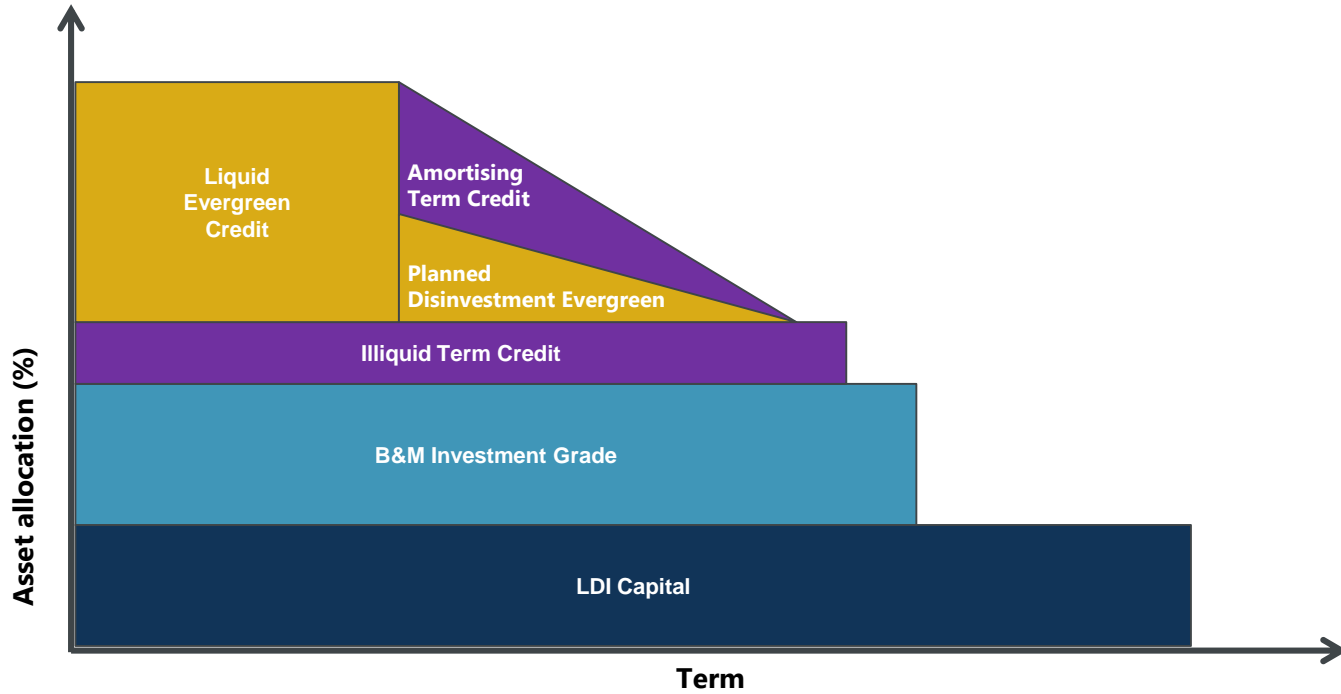 Liquid
Evergreen
Credit
Amortising
Term Credit
Planned
Disinvestment Evergreen
Illiquid Term Credit
B&M Investment Grade
LDI Capital
Asset allocation (%)
Term